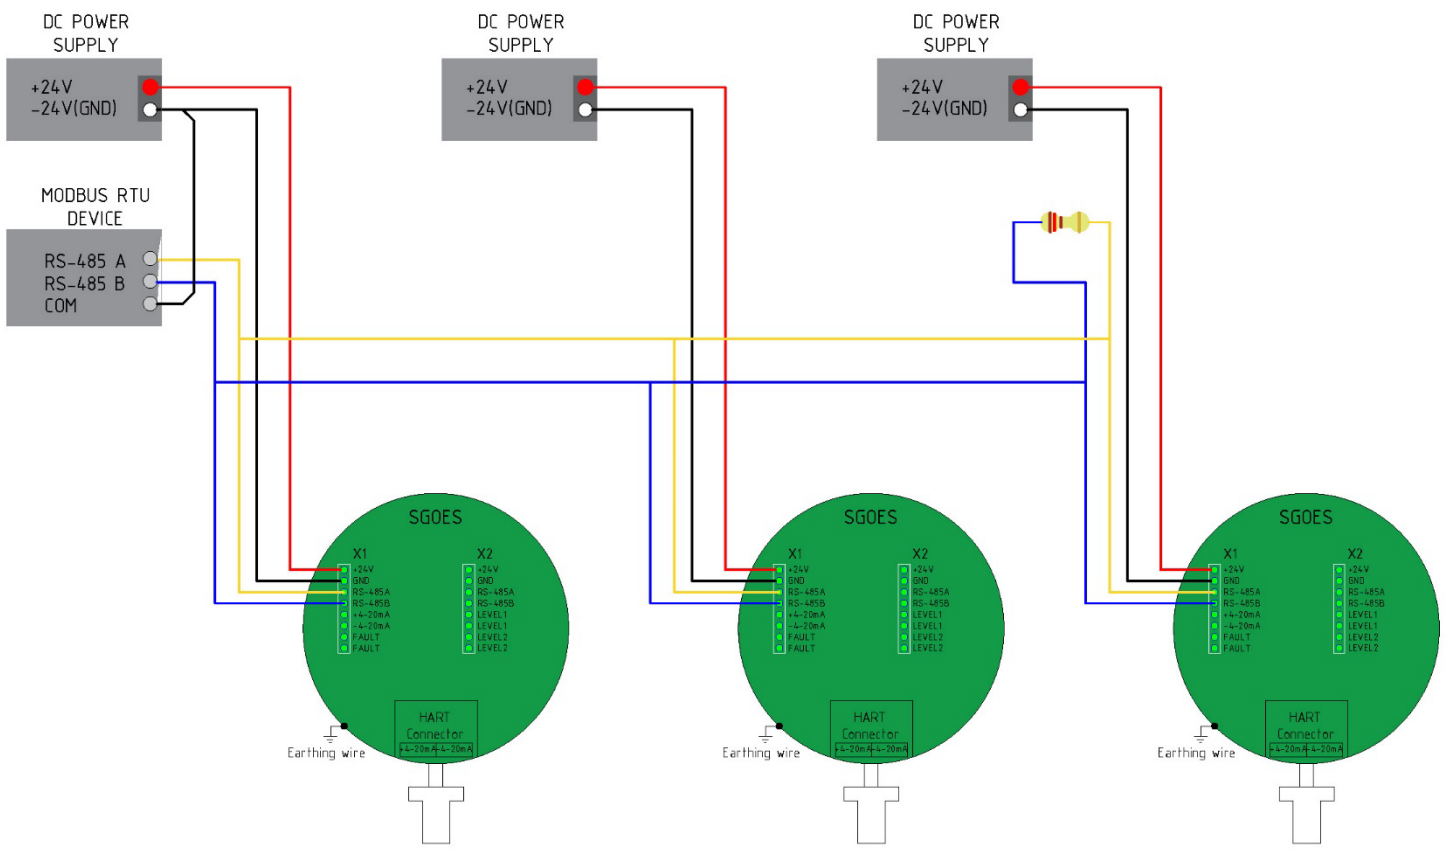 DC POWER
SUPPLY
+24V
-24V(GND)
DC POWER
SUPPLY
+24V
-24V(GND)
DC POWER
SUPPLY
+24V
-24V(GND)
MODBUS RTU
DEVICE
RS-485 A
RS-485 B
COM
SGOES
X1
+24V
GND
RS-485A
RS-485B
+4-20mA
-4-20mA
FAULT
FAULT
X2
+24V
GND
RS-485A
RS-485B
LEVEL1
LEVEL1
LEVEL2
LEVEL2
HART
Connector
+4-20mA -4-20mA
Earthing wire
SGOES
X1
+24V
GND
RS-485A
RS-485B
+4-20mA
-4-20mA
FAULT
FAULT
X2
+24V
GND
RS-485A
RS-485B
LEVEL1
LEVEL1
LEVEL2
LEVEL2
HART
Connector
+4-20mA -4-20mA
Earthing wire
SGOES
X1
+24V
GND
RS-485A
RS-485B
+4-20mA
-4-20mA
FAULT
FAULT
X2
+24V
GND
RS-485A
RS-485B
LEVEL1
LEVEL1
LEVEL2
LEVEL2
HART
Connector
+4-20mA -4-20mA
Earthing wire